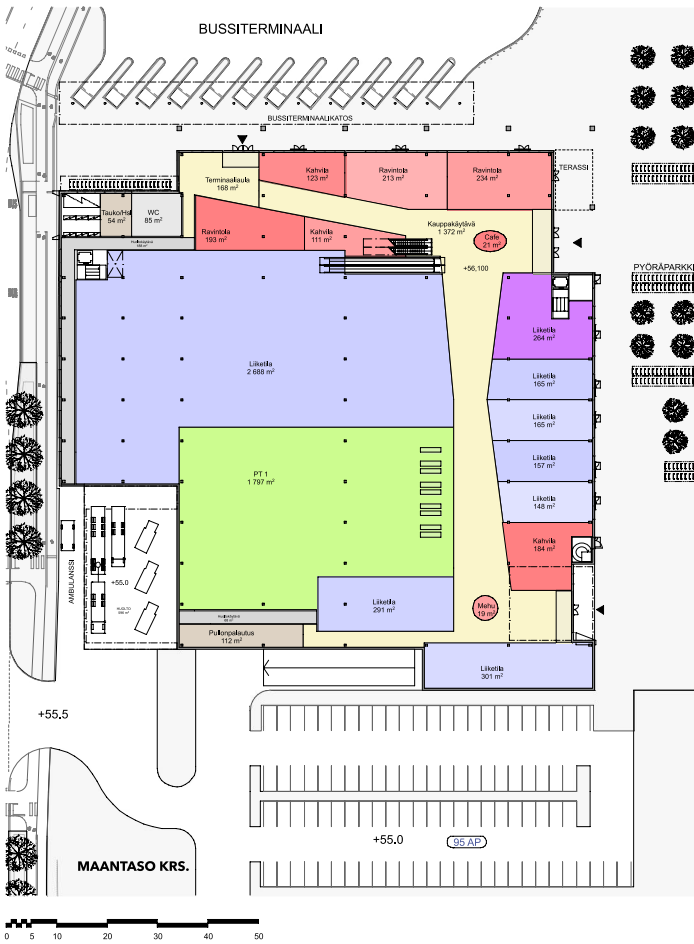 BUSSITERMINAALI
BUSSITERMINAALIKATOS
Terminaaliaula
168 m²
Kahvila
123 m²
Ravintola
213 m²
Ravintola
234 m²
TERASSI
Tauko/Hsl
54 m²
WC
85 m²
Ravintola
193 m²
Kahvila
111 m²
Kauppakäytävä
1 372 m²
Cafe
21 m²
+56,100
PYÖRÄPARKKI
Liiketila
264 m²
Liiketila
2 688 m²
Liiketila
165 m²
Liiketila
165 m²
Liiketila
157 m²
Liiketila
148 m²
PT 1
1 797 m²
Kahvila
184 m²
AMBULANSSI
+55.0
HUOLTO
Liiketila
291 m²
Mehu
19 m²
Pullonpalautus
112 m²
Liiketila
301 m²
+55.5
+55.0
95 AP
MAANTASO KRS.
0 5 10 20 30 40 50